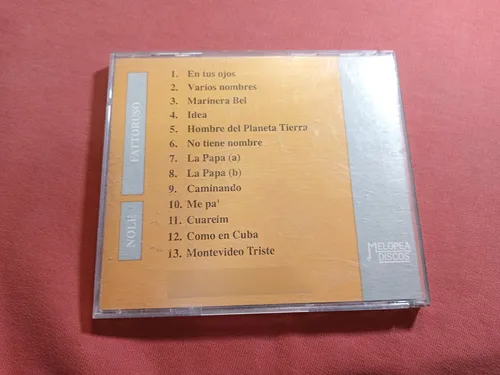 1. En tus ojos
2. Varios nombres
3. Marinera Bel
4. Idea
5. Hombre del Planeta Tierra
6. No tiene nombre
7. La Papa (a)
8. La Papa (b)
9. Caminando
10. Me pa'
11. Cuareim
12. Como en Cuba
13. Montevideo Triste
FATTORUSO
NOLE
MELOPEA
DISCOS